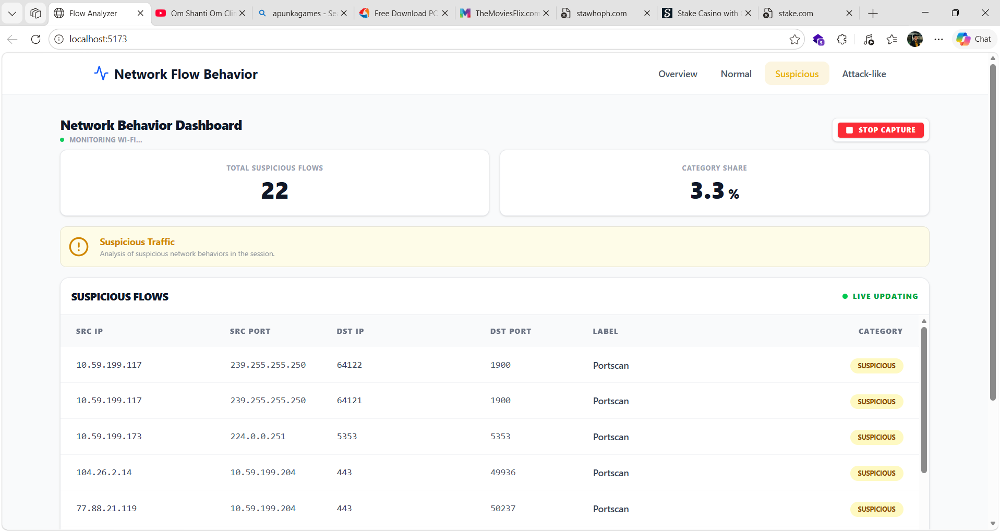 Flow Analyzer
Om Shanti Om Cli
apunkagames - Se
Free Download PC
TheMoviesFlix.com
stawhoph.com
Stake Casino with
stake.com
localhost:5173
5
Chat
Network Flow Behavior
Overview Normal Suspicious Attack-like
Network Behavior Dashboard
MONITORING WI-FI...
STOP CAPTURE
TOTAL SUSPICIOUS FLOWS
22
CATEGORY SHARE
3.3 %
Suspicious Traffic
Analysis of suspicious network behaviors in the session.
SUSPICIOUS FLOWS
LIVE UPDATING
SRC IP SRC PORT DST IP DST PORT LABEL CATEGORY
10.59.199.117 239.255.255.250 64122 1900 Portscan SUSPICIOUS
10.59.199.117 239.255.255.250 64121 1900 Portscan SUSPICIOUS
10.59.199.173 224.0.0.251 5353 5353 Portscan SUSPICIOUS
104.26.2.14 10.59.199.204 443 49936 Portscan SUSPICIOUS
77.88.21.119 10.59.199.204 443 50237 Portscan SUSPICIOUS